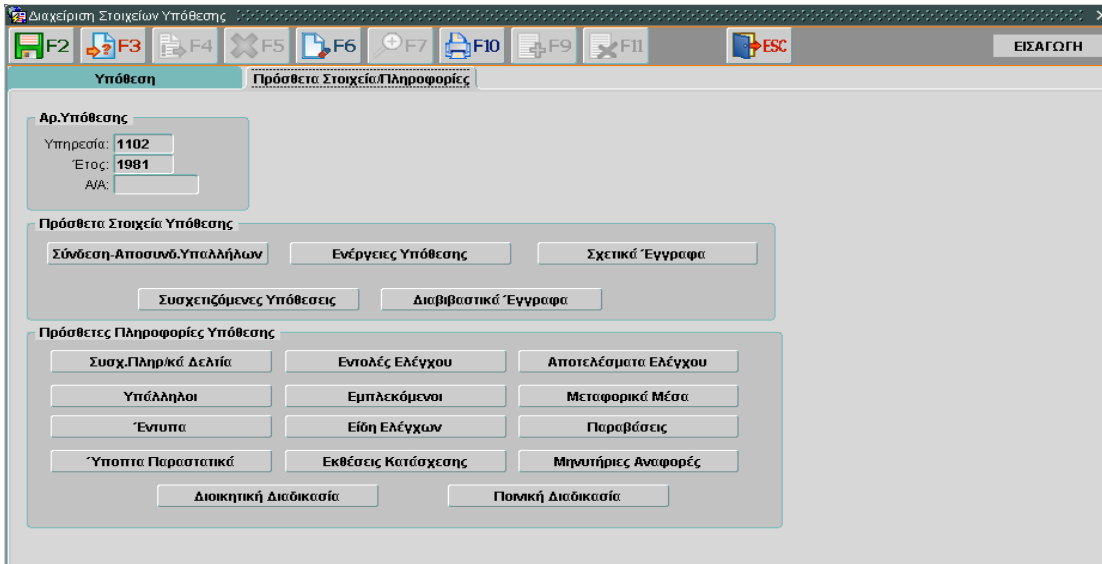 Διαχείριση Στοιχείων Υπόθεσης
F2 F3 F4 F5 F6 F7 F10 F9 F11 ESC ΕΙΣΑΓΩΓΗ
Υπόθεση Πρόσθετα Στοιχεία/Πληροφορίες
Αρ.Υπόθεσης
Υπηρεσία: 1102
Έτος: 1981
Α/Α:
Πρόσθετα Στοιχεία Υπόθεσης
Σύνδεση-Αποσυνδ.Υπαλλήλων Ενέργειες Υπόθεσης Σχετικά Έγγραφα
Συσχετιζόμενες Υποθέσεις Διαβιβαστικά Έγγραφα
Πρόσθετες Πληροφορίες Υπόθεσης
Συσχ.Πληρ/κά Δελτία Εντολές Ελέγχου Αποτελέσματα Ελέγχου
Υπάλληλοι Εμπλεκόμενοι Μεταφορικά Μέσα
Έντυπα Είδη Ελέγχων Παραβάσεις
Ύποπτα Παραστατικά Εκθέσεις Κατάσχεσης Μηνυτήριες Αναφορές
Διοικητική Διαδικασία Ποινική Διαδικασία